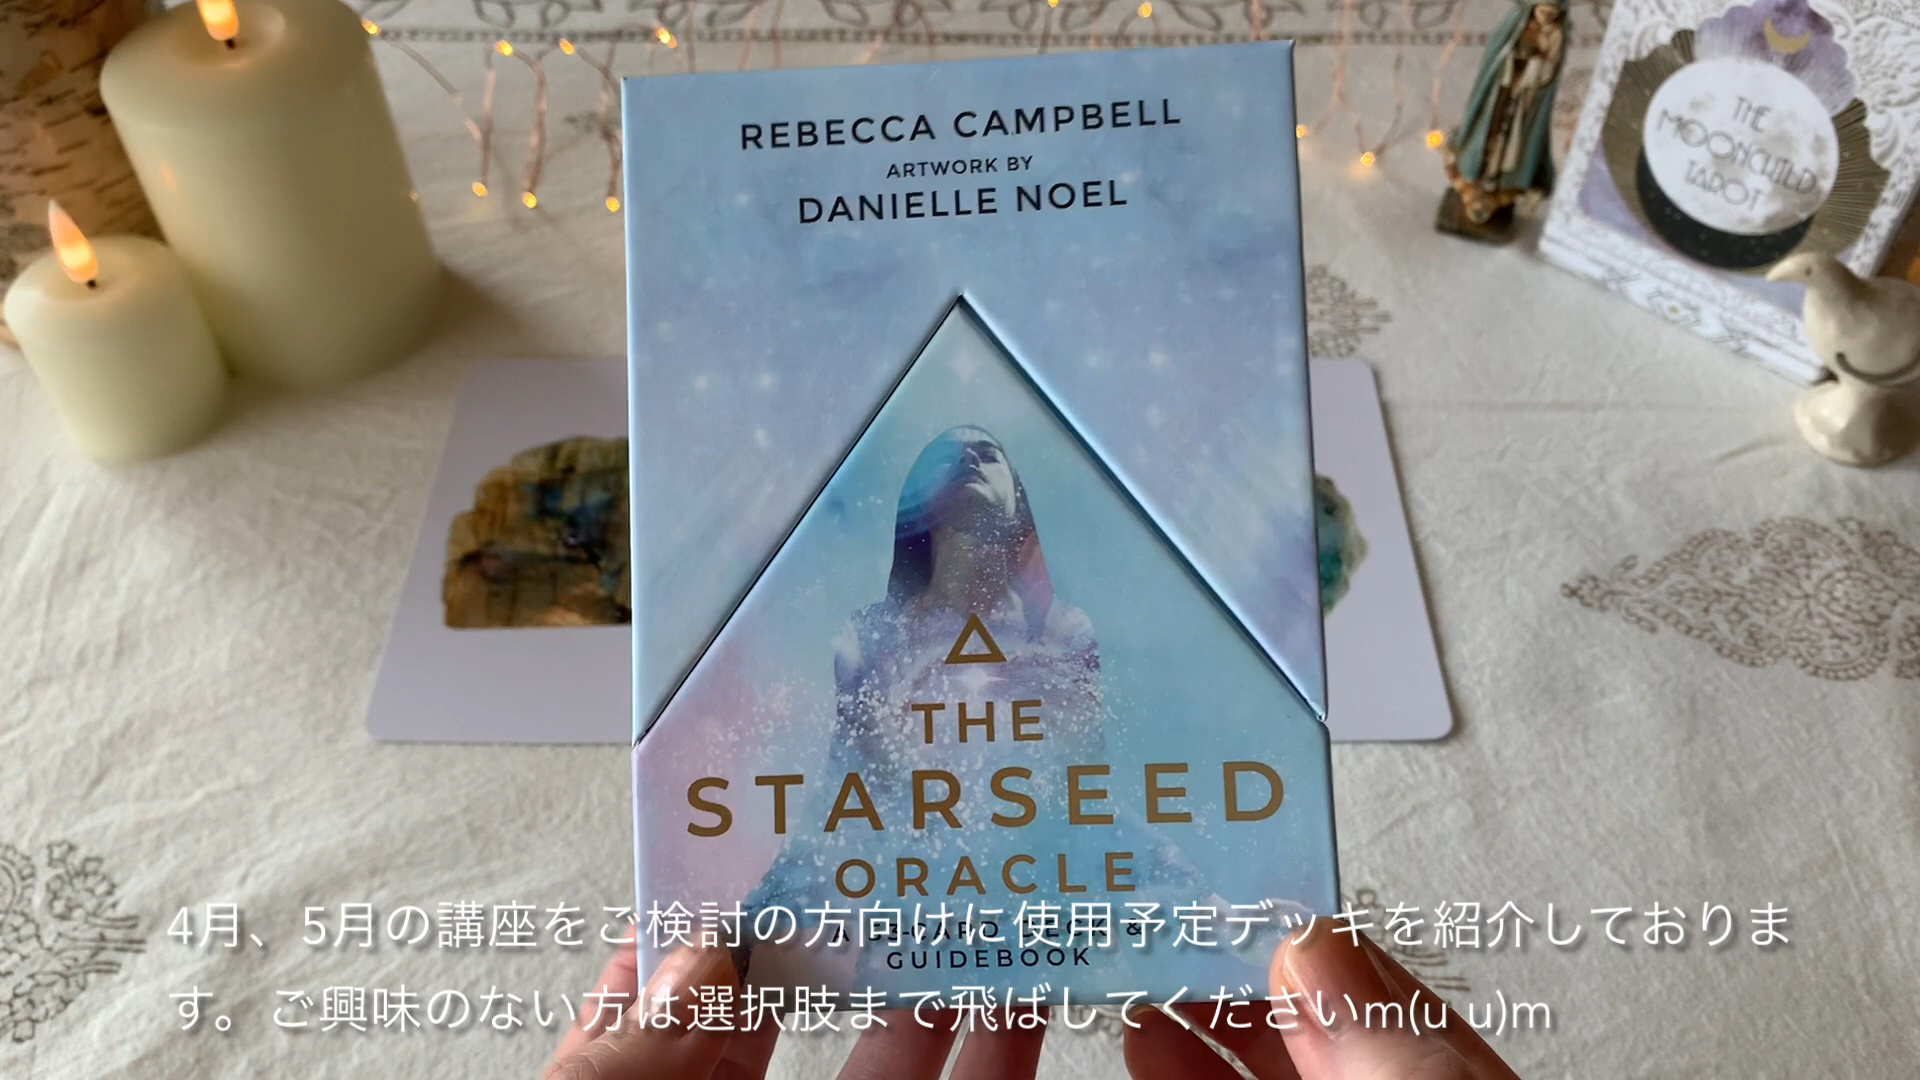 REBECCA CAMPBELL
ARTWORK BY
DANIELLE NOEL
THE
MOONCHILD
TAROT
THE
STARSEED
ORACLE
A 53-CARD DECK &
GUIDEBOOK
4月、5月の講座をご検討の方向けに使用予定デッキを紹介しておりま
す。ご興味のない方は選択肢まで飛ばしてくださいm(u u)m